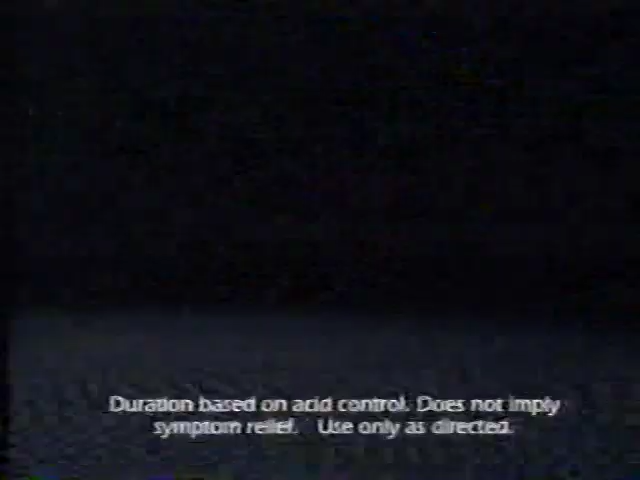 Duration based on acid control. Does not imply
symptom relief. Use only as directed.